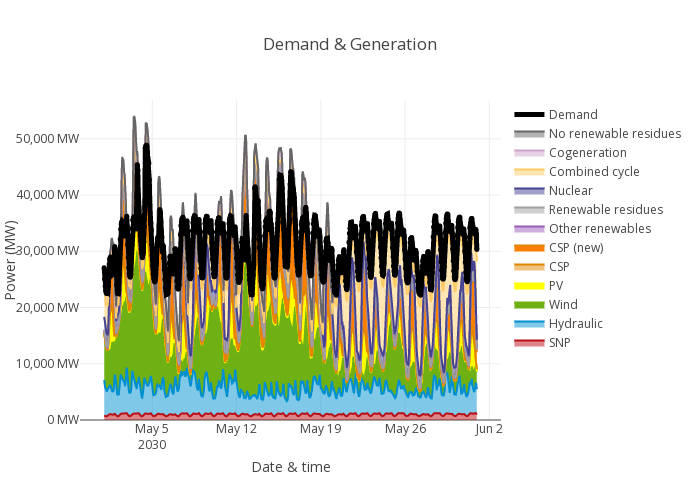 Demand & Generation
50,000 MW
40,000 MW
30,000 MW
20,000 MW
10,000 MW
0 MW
Power (MW)
May 5
2030
May 12
May 19
May 26
Jun 2
Date & time
Demand
No renewable residues
Cogeneration
Combined cycle
Nuclear
Renewable residues
Other renewables
CSP (new)
CSP
PV
Wind
Hydraulic
SNP